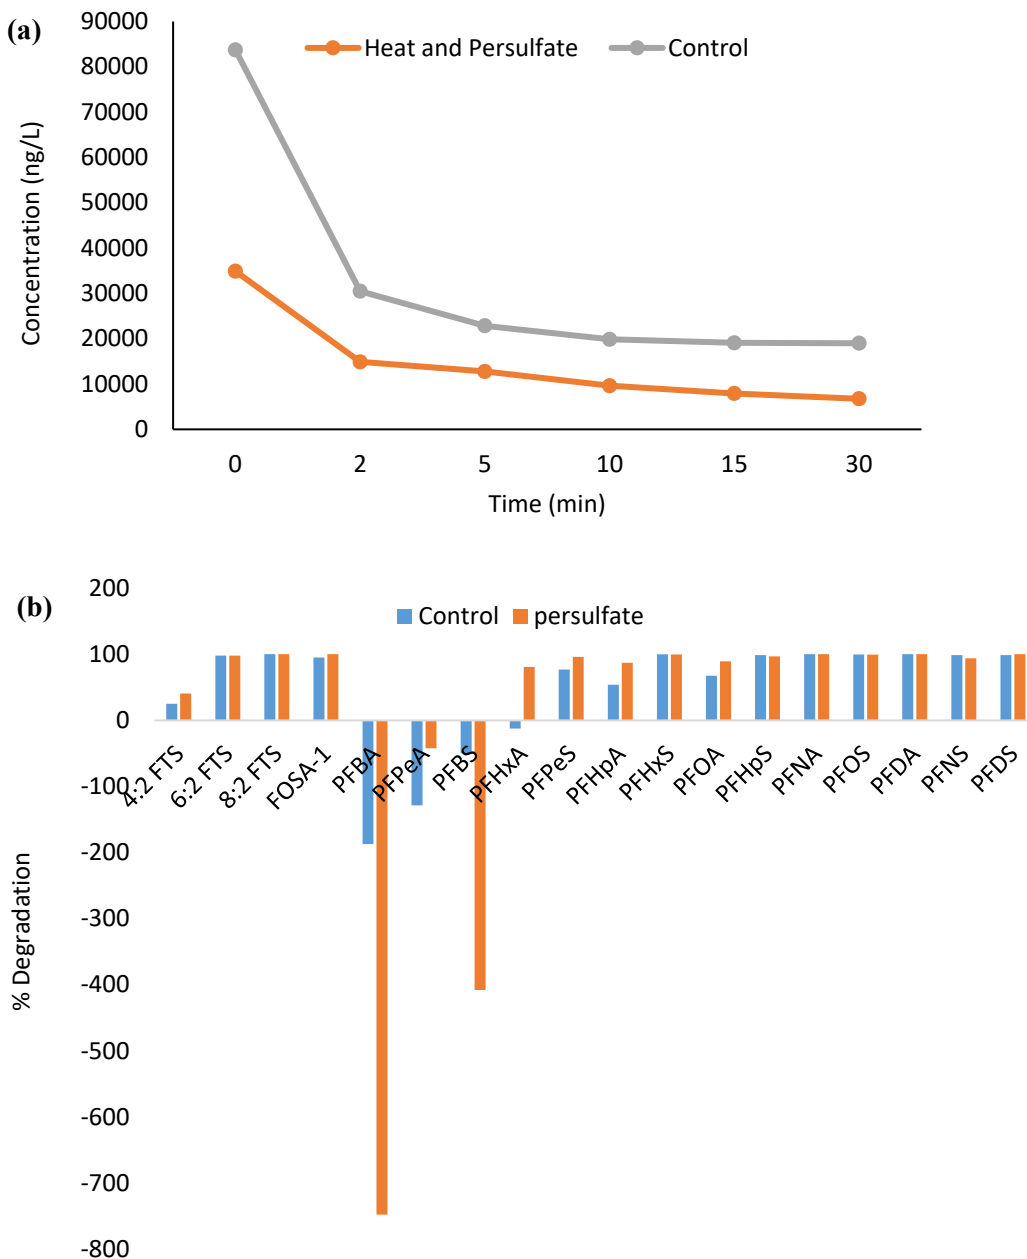 (a)
90000
80000
70000
60000
50000
40000
30000
20000
10000
0
Concentration (ng/L)
Heat and Persulfate
Control
0 2 5 10 15 30
Time (min)
(b)
200
100
0
-100
-200
-300
-400
-500
-600
-700
-800
% Degradation
Control
persulfate
4:2 FTS
6:2 FTS
8:2 FTS
FOSA-1
PFBA
PFPeA
PFBS
PFHxA
PFPeS
PFHpA
PFHxS
PFOA
PFHpS
PFNA
PFOS
PFDA
PFNS
PFDS